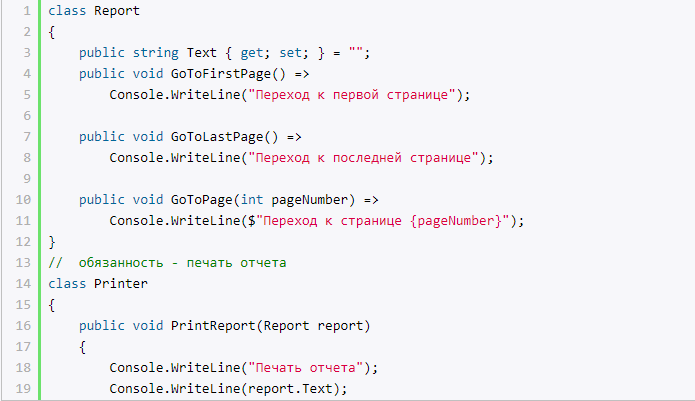 1 class Report
2 {
3     public string Text { get; set; } = "";
4     public void GoToFirstPage() =>
5         Console.WriteLine("Переход к первой странице");
6
7     public void GoToLastPage() =>
8         Console.WriteLine("Переход к последней странице");
9
10     public void GoToPage(int pageNumber) =>
11         Console.WriteLine($"Переход к странице {pageNumber}");
12 }
13 //  обязанность - печать отчета
14 class Printer
15 {
16     public void PrintReport(Report report)
17     {
18         Console.WriteLine("Печать отчета");
19         Console.WriteLine(report.Text);